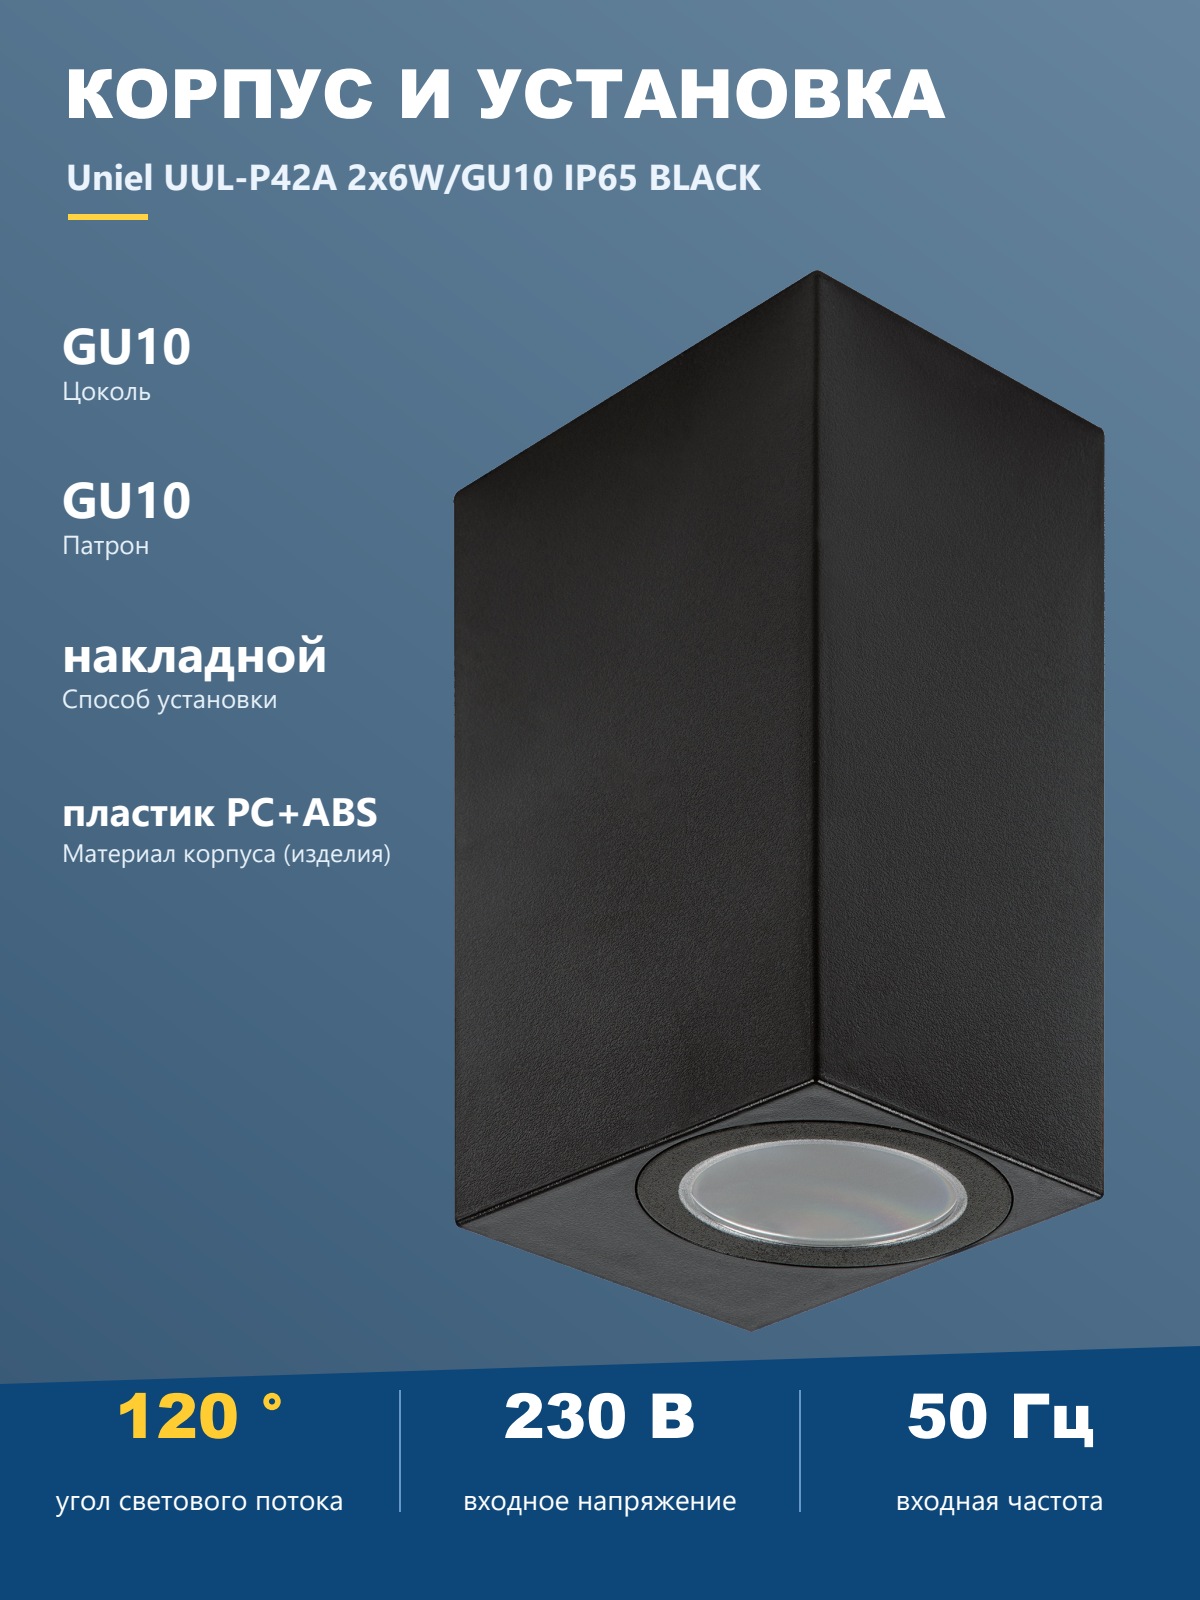 КОРПУС И УСТАНОВКА
Uniel UUL-P42A 2x6W/GU10 IP65 BLACK
GU10
Цоколь
GU10
Патрон
накладной
Способ установки
пластик PC+ABS
Материал корпуса (изделия)
120 °
угол светового потока
230 В
входное напряжение
50 Гц
входная частота